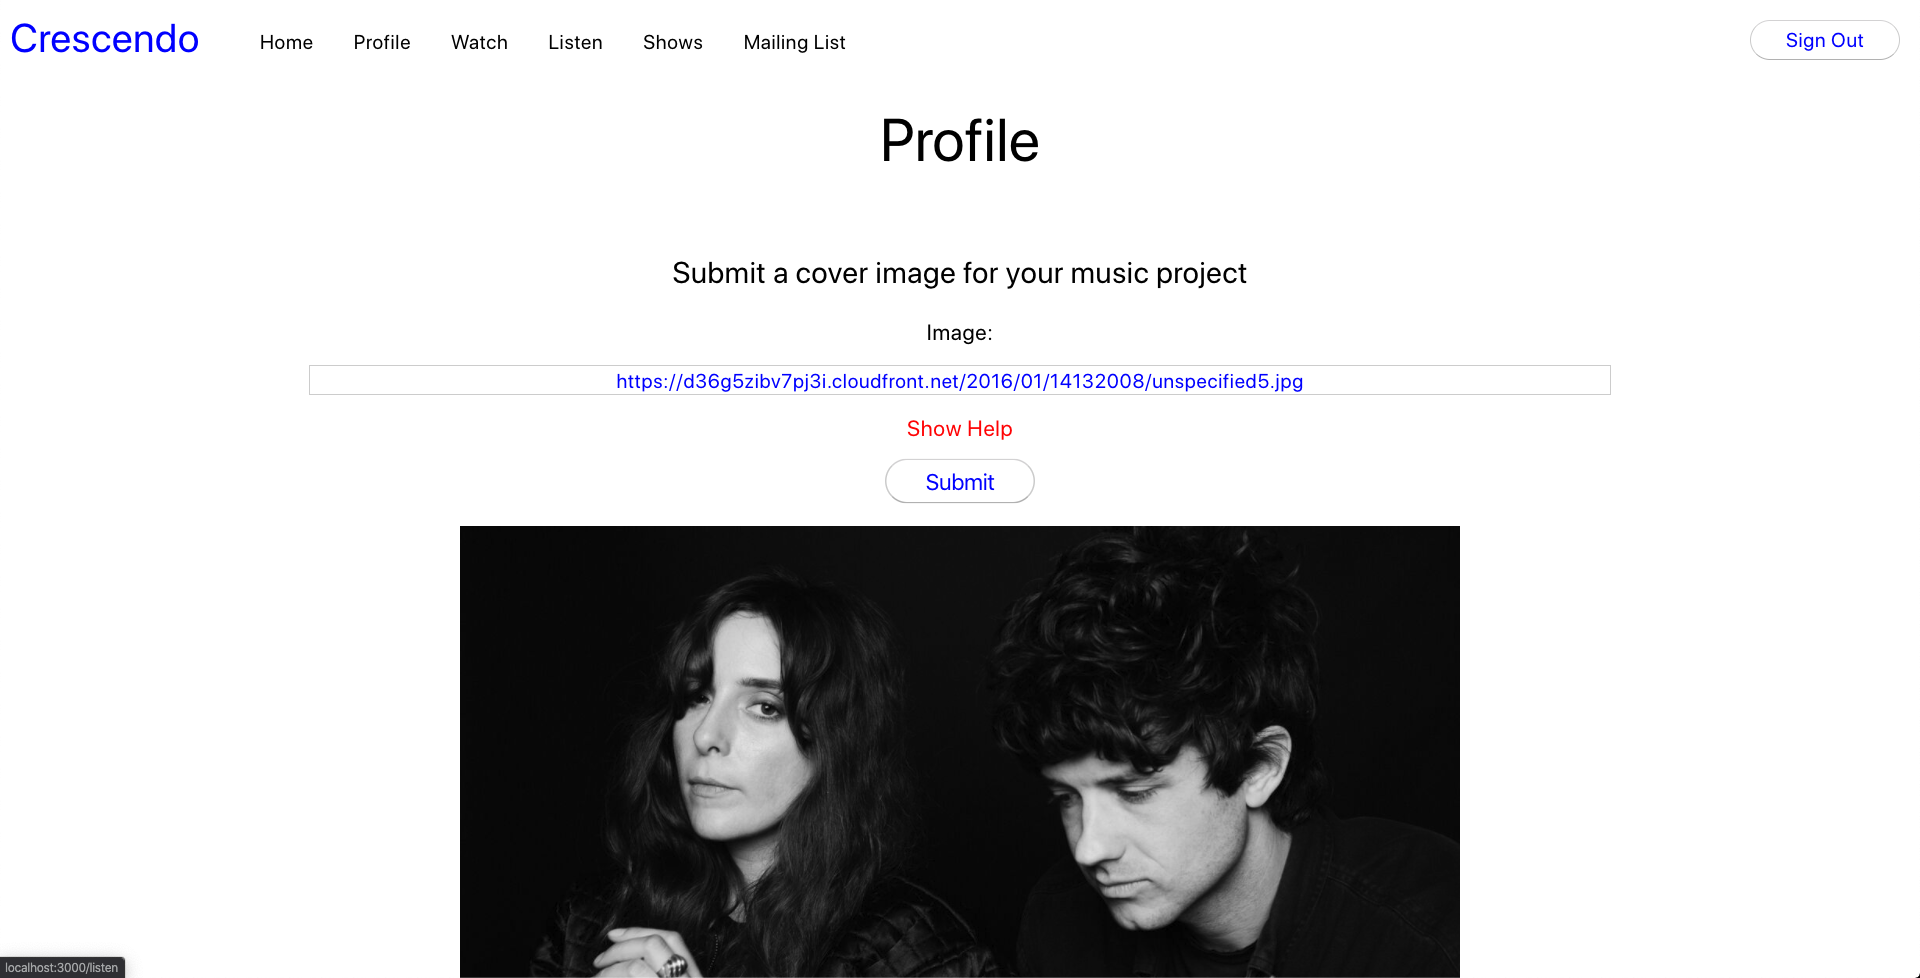 Crescendo Home Profile Watch Listen Shows Mailing List Sign Out
Profile
Submit a cover image for your music project
Image:
https://d36g5zibv7pj3i.cloudfront.net/2016/01/14132008/unspecified5.jpg
Show Help
Submit
localhost:3000/listen